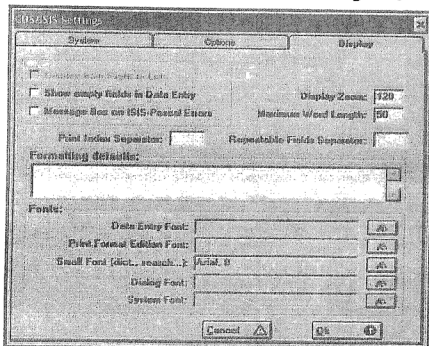 CDS/ISIS Settings
System Options Display
Show empty fields in Data Entry
Display Zoom: 120
Message Box on ISIS-Pascal Errors
Maximum Word Length: 50
Print Index Separator:
Repeatable Fields Separator:
Formatting defaults:
Fonts:
Data Entry Font:
Print Format Edition Font:
Small Font (dict., search...): Arial, 8
Dialog Font:
System Font:
Cancel Ok